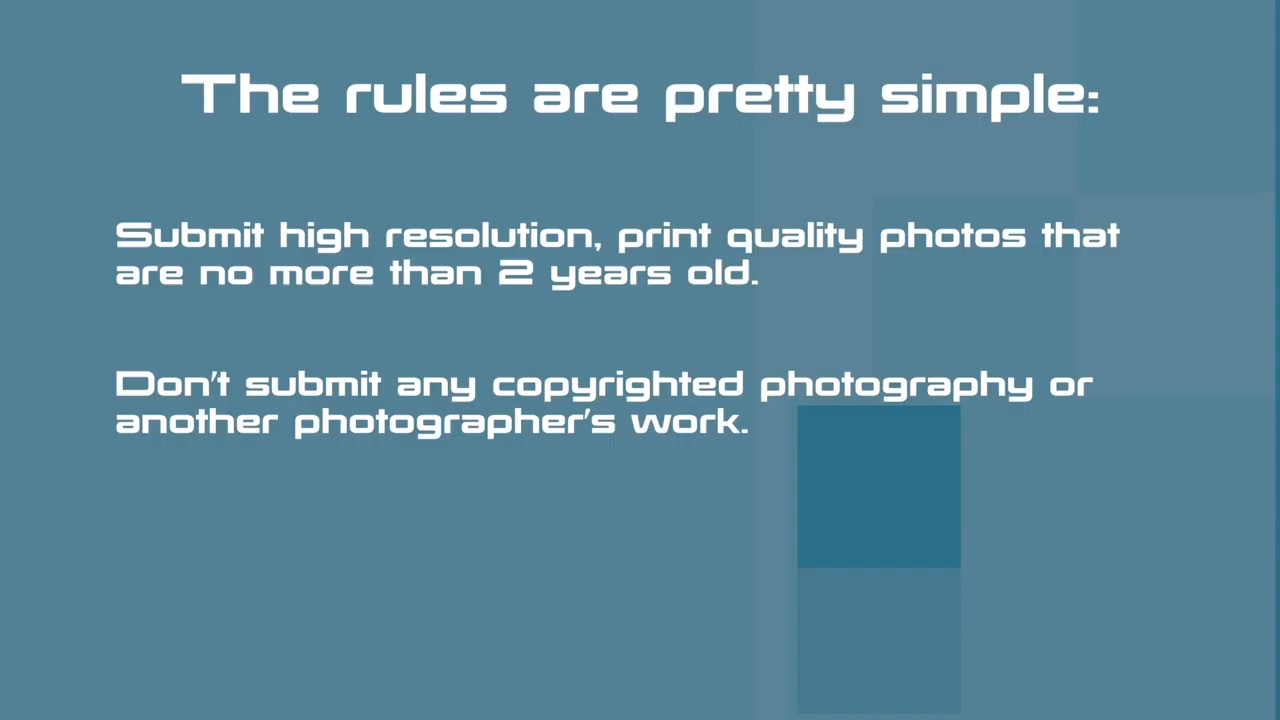 The rules are pretty simple:
Submit high resolution, print quality photos that
are no more than 2 years old.
Don't submit any copyrighted photography or
another photographer's work.